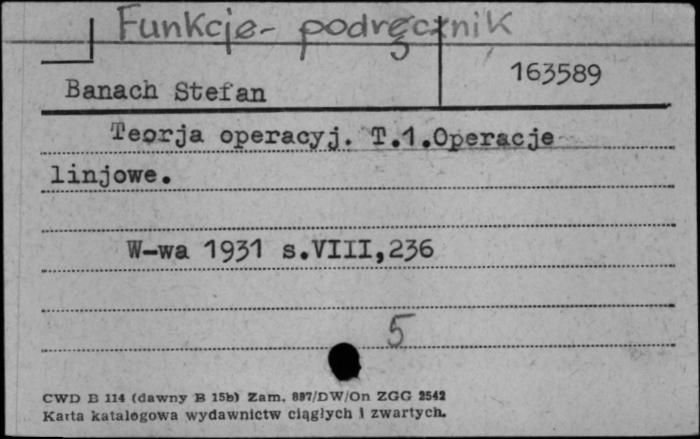 Funkcje- podręcznik
163589
Banach Stefan
Teorja operacyj. T.1.Operacje
linjowe.
W-wa 1931 s.VIII,236
5
CWD B 114 (dawny B 15b) Zam. 897/DW/On ZGG 2542
Karta katalogowa wydawnictw ciągłych i zwartych.